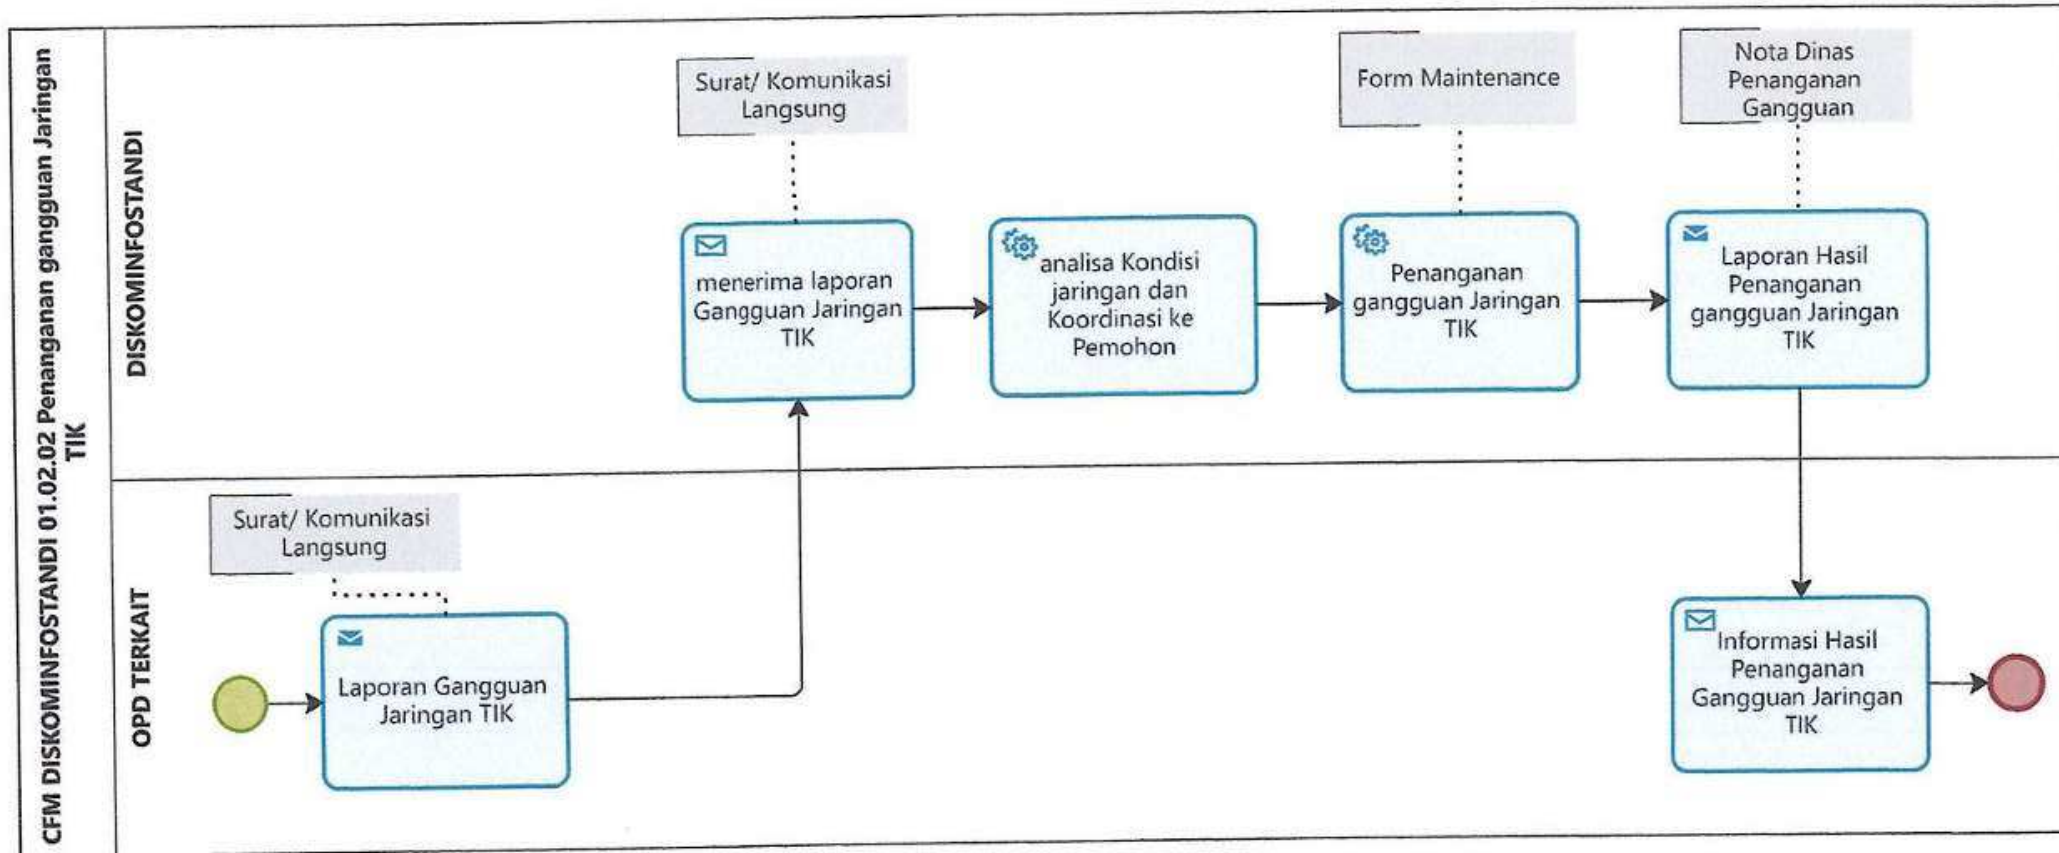 CFM DISKOMINFOSTANDI 01.02.02 Penanganan gangguan Jaringan
TIK
DISKOMINFOSTANDI
Surat/ Komunikasi
Langsung
menerima laporan
Gangguan Jaringan
TIK
analisa Kondisi
jaringan dan
Koordinasi ke
Pemohon
Form Maintenance
Penanganan
gangguan Jaringan
TIK
Nota Dinas
Penanganan
Gangguan
Laporan Hasil
Penanganan
gangguan Jaringan
TIK
OPD TERKAIT
Surat/ Komunikasi
Langsung
Laporan Gangguan
Jaringan TIK
Informasi Hasil
Penanganan
Gangguan Jaringan
TIK